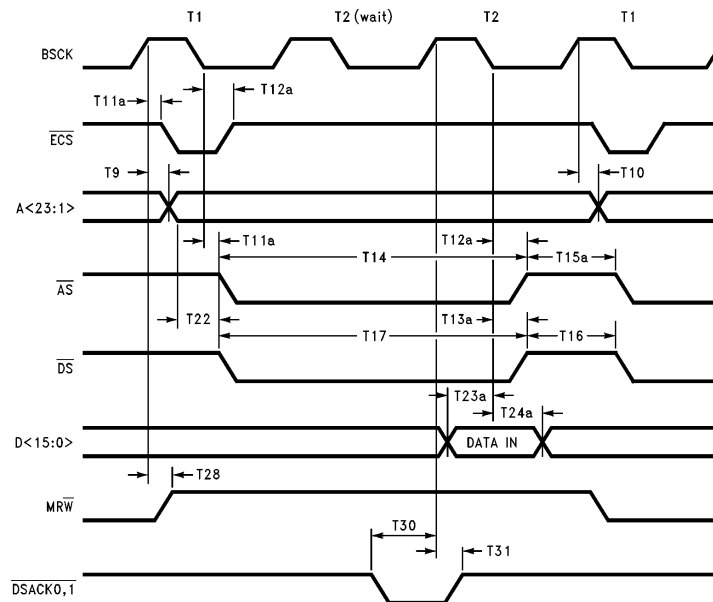 T1 T2 (wait) T2 T1
BSCK
T11a T12a
ECS
T9 T10
A<23:1>
T11a T12a
T14 T15a
AS
T22 T13a
T17 T16
DS
T23a
T24a
D<15:0> DATA IN
T28
MRW
T30
T31
DSACK0,1